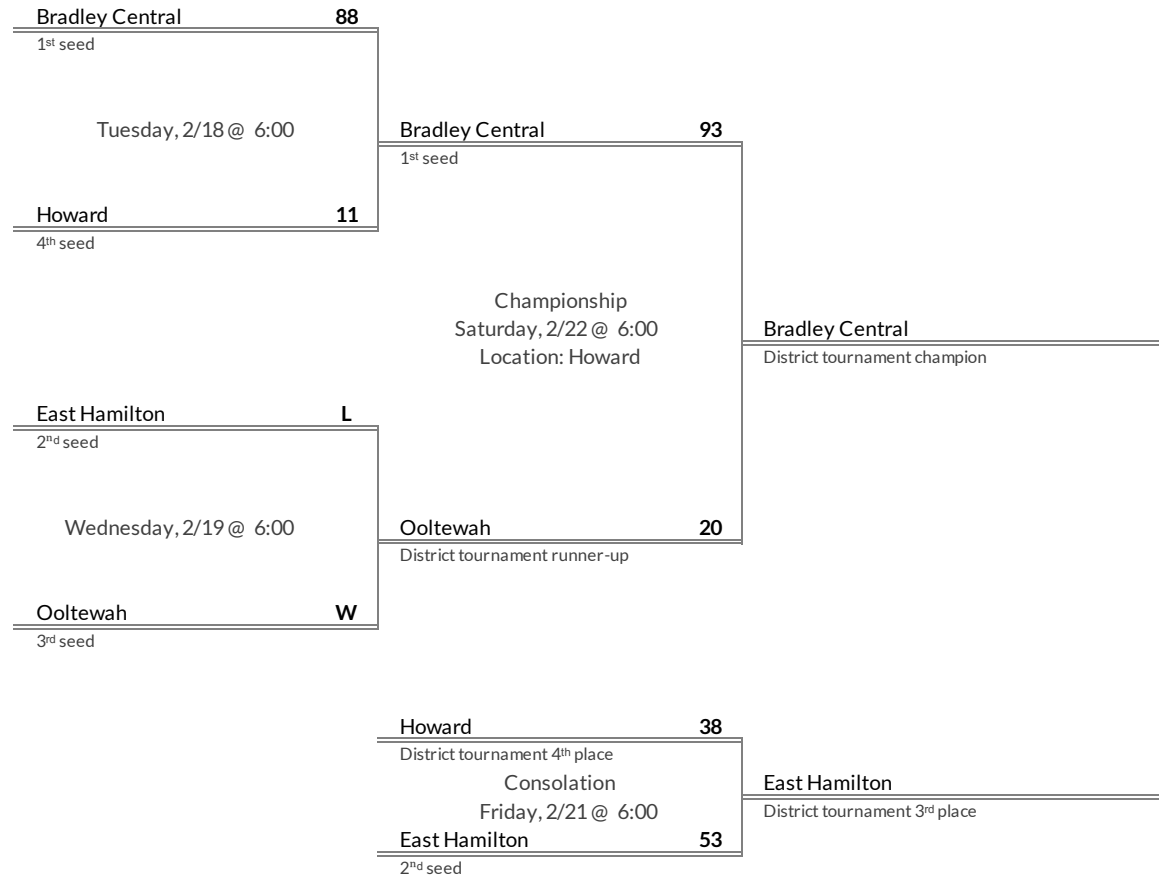 Bradley Central 88
1st seed
Tuesday, 2/18 @ 6:00
Bradley Central 93
1st seed
Howard 11
4th seed
Championship
Saturday, 2/22 @ 6:00
Location: Howard
Bradley Central
District tournament champion
East Hamilton L
2nd seed
Wednesday, 2/19 @ 6:00
Ooltewah 20
District tournament runner-up
Ooltewah W
3rd seed
Howard 38
District tournament 4th place
Consolation
Friday, 2/21 @ 6:00
East Hamilton
District tournament 3rd place
East Hamilton 53
2nd seed